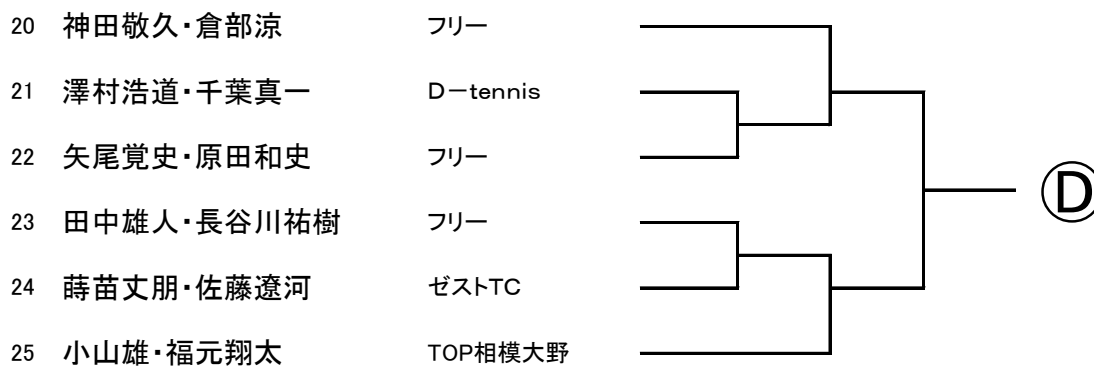 20 神田敬久・倉部涼 フリー
21 澤村浩道・千葉真一 D－tennis
22 矢尾覚史・原田和史 フリー
23 田中雄人・長谷川祐樹 フリー
24 蒔苗丈朋・佐藤遼河 ゼストTC
25 小山雄・福元翔太 TOP相模大野
Ⓓ